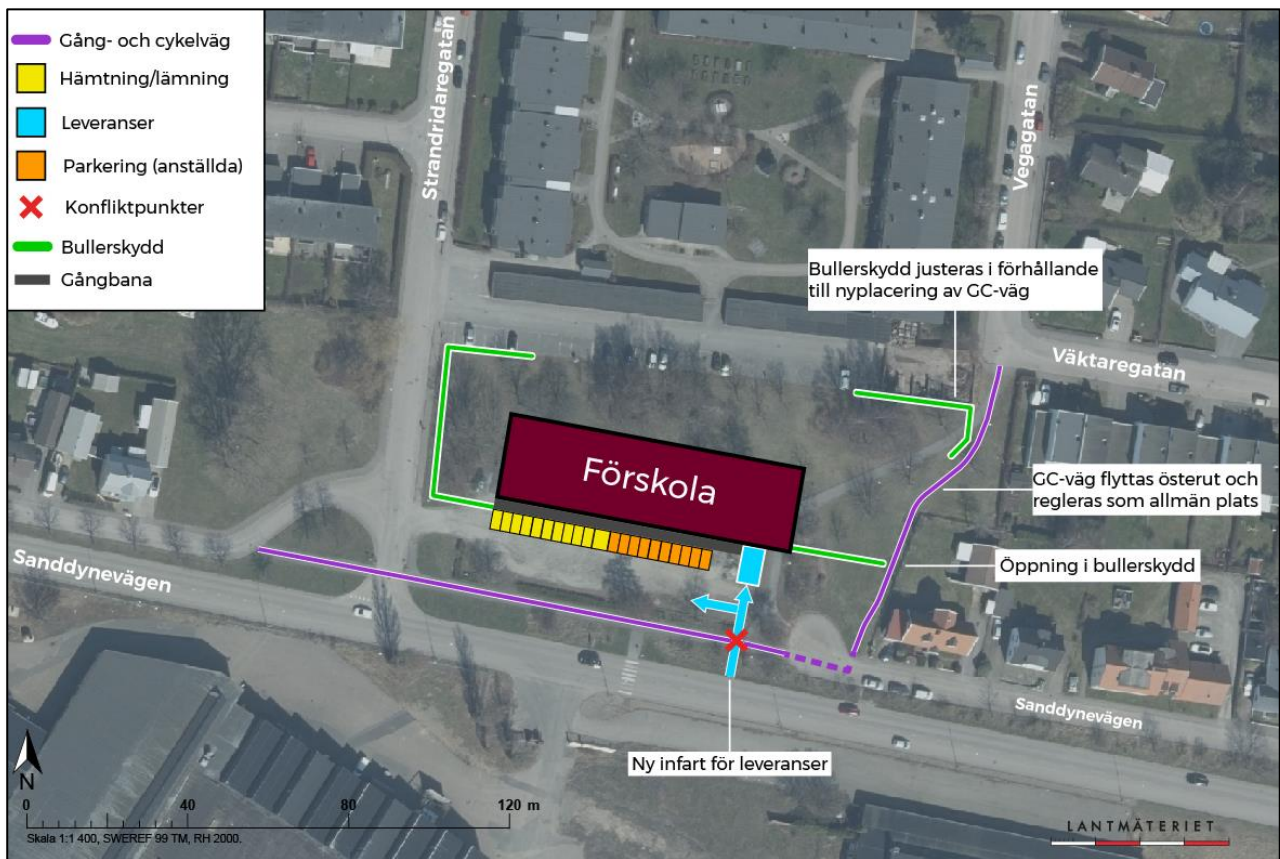 Gång- och cykelväg
Hämtning/lämning
Leveranser
Parkering (anställda)
Konfliktpunkter
Bullerskydd
Gångbana
Strandridaregatan
Vegagatan
Bullerskydd justeras i förhållande
till nyplacering av GC-väg
Väktaregatan
Förskola
GC-väg flyttas österut och
regleras som allmän plats
Öppning i bullerskydd
Sanddynevägen
Sanddynevägen
Ny infart för leveranser
N
0 40 80 120 m
Skala 1:1 400, SWEREF 99 TM, RH 2000.
LANTMÄTERIET